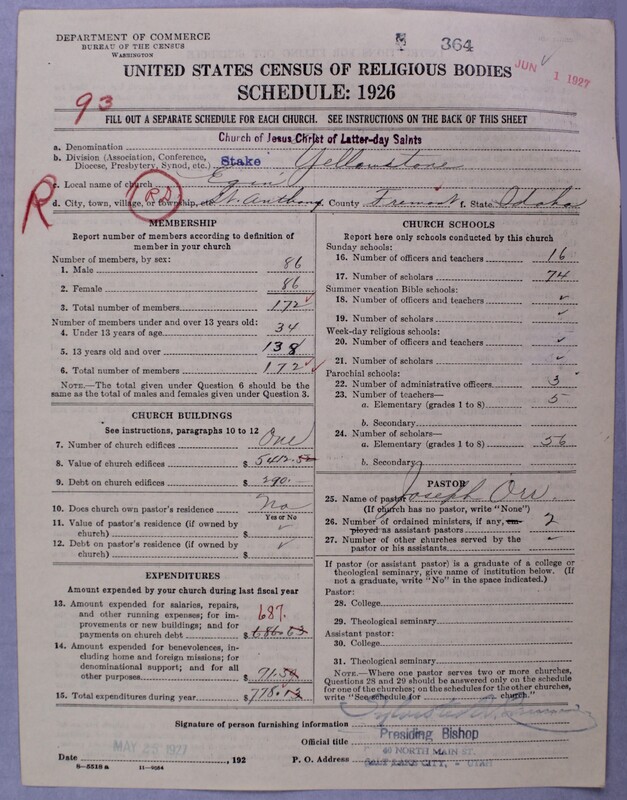 DEPARTMENT OF COMMERCE
BUREAU OF THE CENSUS
WASHINGTON
364
JUN 1 1927
UNITED STATES CENSUS OF RELIGIOUS BODIES
SCHEDULE: 1926
93
FILL OUT A SEPARATE SCHEDULE FOR EACH CHURCH. SEE INSTRUCTIONS ON THE BACK OF THIS SHEET
a. Denomination Church of Jesus Christ of Latter-day Saints
b. Division (Association, Conference, Diocese, Presbytery, Synod, etc.) Stake Yellowstone
c. Local name of church Egin
R RD
d. City, town, village, or township, etc. St. Anthony e. County Fremont f. State Idaho
MEMBERSHIP
Report number of members according to definition of
member in your church
Number of members, by sex:
1. Male 86
2. Female 86
3. Total number of members 172 ✓
Number of members under and over 13 years old:
4. Under 13 years of age 34
5. 13 years old and over 138
6. Total number of members 172 ✓
NOTE.—The total given under Question 6 should be the
same as the total of males and females given under Question 3.
CHURCH BUILDINGS
See instructions, paragraphs 10 to 12
7. Number of church edifices One
8. Value of church edifices $
9. Debt on church edifices $ 290.
10. Does church own pastor's residence? No
Yes or No
11. Value of pastor's residence (if owned by
church) $ ✓
12. Debt on pastor's residence (if owned by
church) $ ✓
EXPENDITURES
Amount expended by your church during last fiscal year
13. Amount expended for salaries, repairs,
and other running expenses; for im-
provements or new buildings; and for
payments on church debt $ 687. 686.63
14. Amount expended for benevolences,
including home and foreign missions; for
denominational support; and for all
other purposes 71.50
15. Total expenditures during year $ 778.13
CHURCH SCHOOLS
Report here only schools conducted by this church
Sunday schools:
16. Number of officers and teachers 16
17. Number of scholars 74
Summer vacation Bible schools:
18. Number of officers and teachers ✓
19. Number of scholars ✓
Week-day religious schools:
20. Number of officers and teachers ✓
21. Number of scholars ✓
Parochial schools:
22. Number of administrative officers 3
23. Number of teachers—
a. Elementary (grades 1 to 8) 5
b. Secondary
24. Number of scholars—
a. Elementary (grades 1 to 8) 56
b. Secondary
PASTOR
25. Name of pastor Joseph Orr.
(If church has no pastor, write "None")
26. Number of ordained ministers, if any, em-
ployed as assistant pastors 2
27. Number of other churches served by the
pastor or his assistants
If pastor (or assistant pastor) is a graduate of a college or
theological seminary, give name of institution below. (If
not a graduate, write "No" in the space indicated.)
Pastor:
28. College
29. Theological seminary
Assistant pastor:
30. College
31. Theological seminary
NOTE.—Where one pastor serves two or more churches,
Questions 28 and 29 should be answered only on the schedule
for one of the churches; on the schedules for the other churches,
write "See schedule for church."
Signature of person furnishing information
Official title Presiding Bishop
MAY 25 1927
Date , 192
P. O. Address 40 NORTH MAIN ST.
SALT LAKE CITY, UTAH
8—5518 a 11—9264